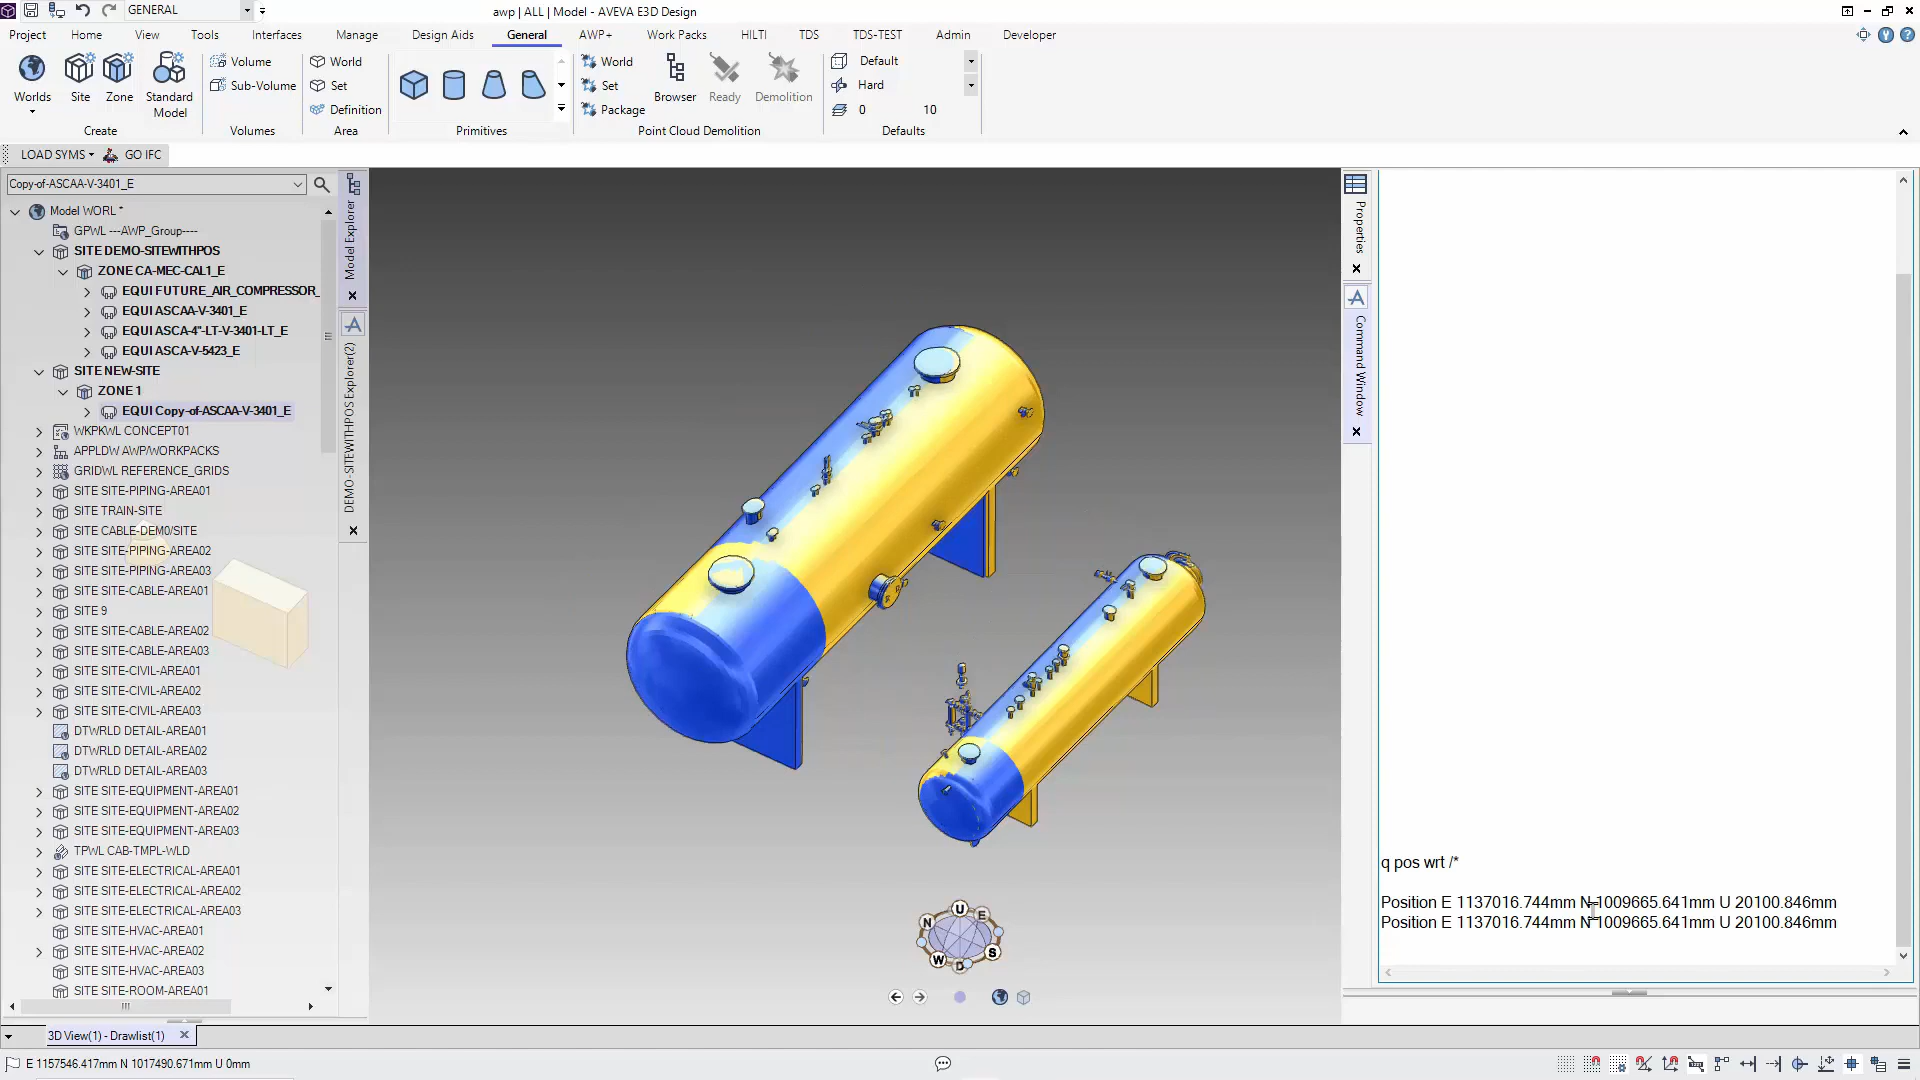 GENERAL
awp | ALL | Model - AVEVA E3D Design
Project Home View Tools Interfaces Manage Design Aids General AWP+ Work Packs HILTI TDS TDS-TEST Admin Developer
Worlds
Site
Zone
Standard Model
Create
Volume
Sub-Volume
Volumes
World
Set
Definition
Area
Primitives
World
Set
Package
Browser
Ready
Demolition
Point Cloud Demolition
Default
Hard
0 10
Defaults
LOAD SYMS GO IFC
Copy-of-ASCAA-V-3401_E
Model WORL *
GPWL ---AWP_Group----
SITE DEMO-SITEWITHPOS
ZONE CA-MEC-CAL1_E
EQUI FUTURE_AIR_COMPRESSOR_
EQUI ASCAA-V-3401_E
EQUI ASCA-4"-LT-V-3401-LT_E
EQUI ASCA-V-5423_E
SITE NEW-SITE
ZONE 1
EQUI Copy-of-ASCAA-V-3401_E
WKPKWL CONCEPT01
APPLDW AWP/WORKPACKS
GRIDWL REFERENCE_GRIDS
SITE SITE-PIPING-AREA01
SITE TRAIN-SITE
SITE CABLE-DEM0/SITE
SITE SITE-PIPING-AREA02
SITE SITE-PIPING-AREA03
SITE SITE-CABLE-AREA01
SITE 9
SITE SITE-CABLE-AREA02
SITE SITE-CABLE-AREA03
SITE SITE-CIVIL-AREA01
SITE SITE-CIVIL-AREA02
SITE SITE-CIVIL-AREA03
DTWRLD DETAIL-AREA01
DTWRLD DETAIL-AREA02
DTWRLD DETAIL-AREA03
SITE SITE-EQUIPMENT-AREA01
SITE SITE-EQUIPMENT-AREA02
SITE SITE-EQUIPMENT-AREA03
TPWL CAB-TMPL-WLD
SITE SITE-ELECTRICAL-AREA01
SITE SITE-ELECTRICAL-AREA02
SITE SITE-ELECTRICAL-AREA03
SITE SITE-HVAC-AREA01
SITE SITE-HVAC-AREA02
SITE SITE-HVAC-AREA03
SITE SITE-ROOM-AREA01
Model Explorer
DEMO-SITEWITHPOS Explorer(2)
U
N E
W S
D
Properties
Command Window
q pos wrt /*
Position E 1137016.744mm N 1009665.641mm U 20100.846mm
Position E 1137016.744mm N 1009665.641mm U 20100.846mm
3D View(1) - Drawlist(1)
E 1157546.417mm N 1017490.671mm U 0mm